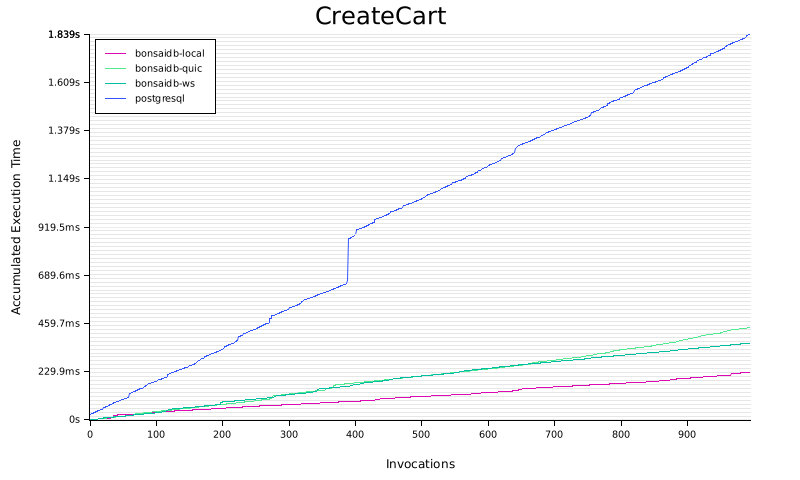 CreateCart
1.839s
1.609s
1.379s
1.149s
919.5ms
689.6ms
459.7ms
229.9ms
0s
Accumulated Execution Time
bonsaidb-local
bonsaidb-quic
bonsaidb-ws
postgresql
0 100 200 300 400 500 600 700 800 900
Invocations